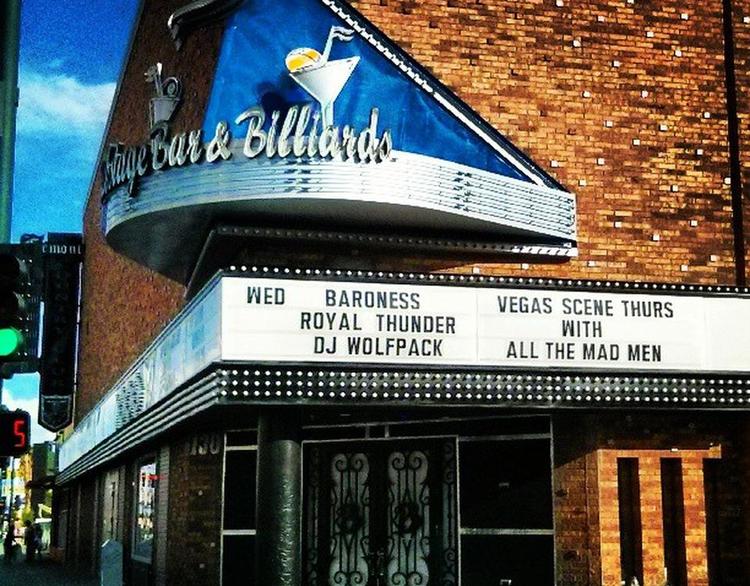 Stage Bar & Billiards
WED BARONESS
ROYAL THUNDER
DJ WOLFPACK
VEGAS SCENE THURS
WITH
ALL THE MAD MEN
5
130